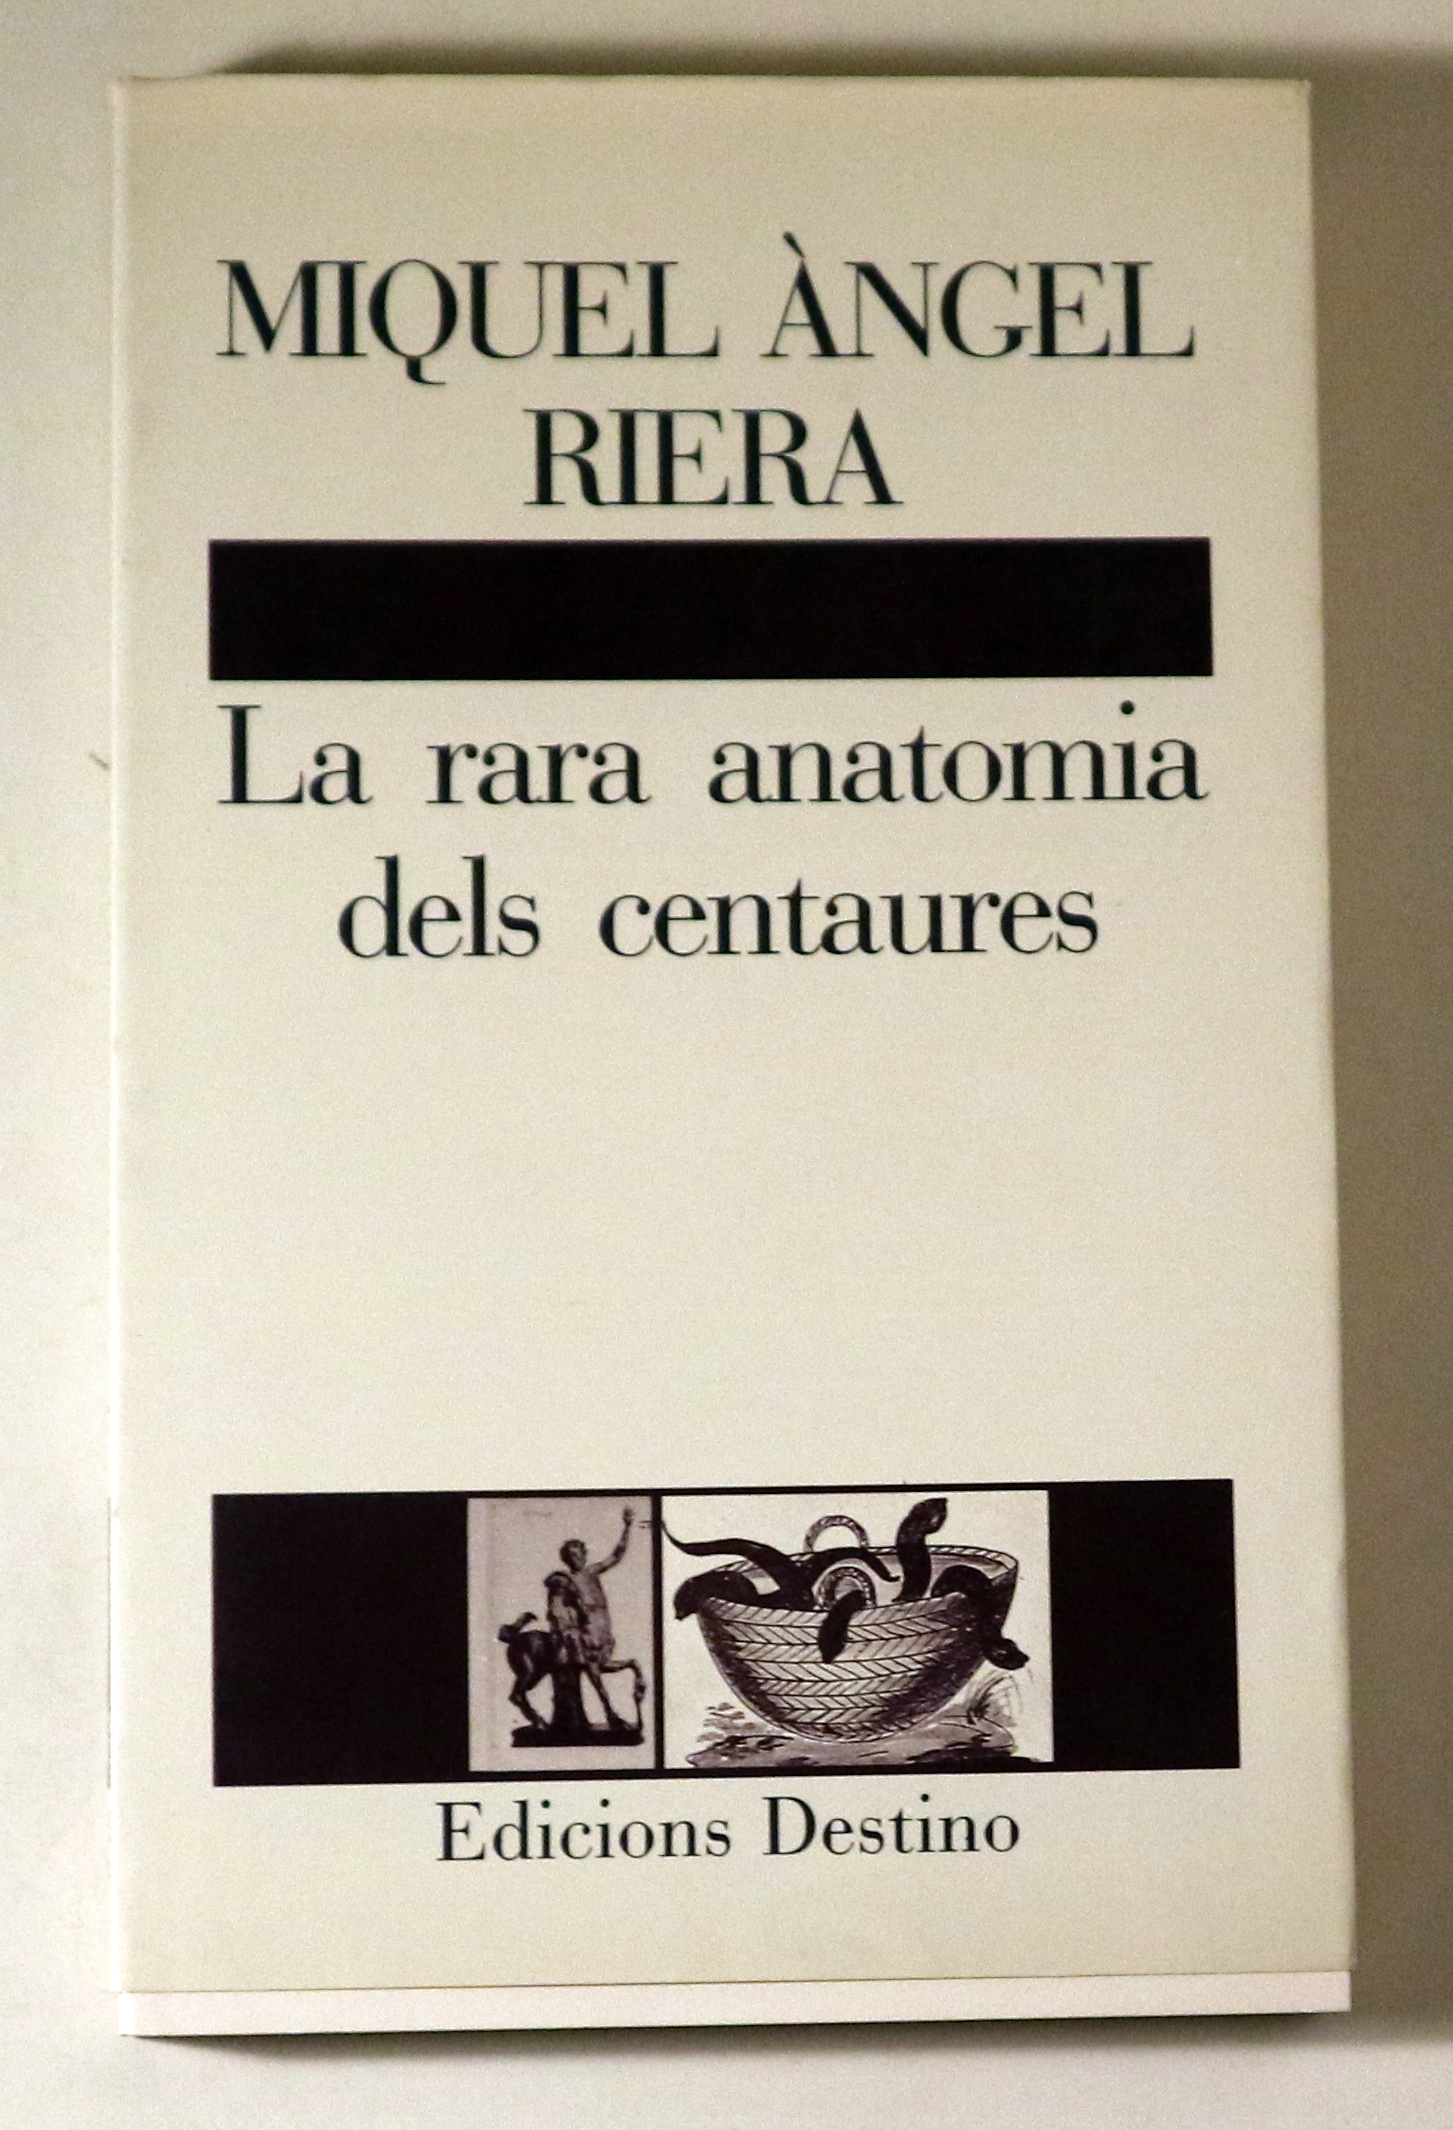 MIQUEL ÀNGEL
RIERA
La rara anatomia
dels centaures
Edicions Destino